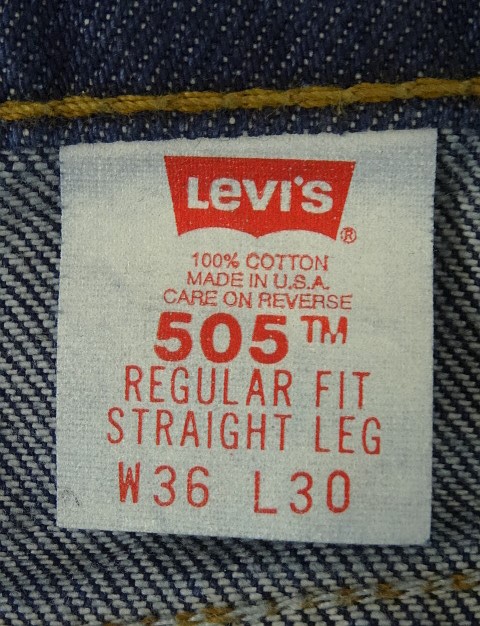 LEVI'S®
100% COTTON
MADE IN U.S.A.
CARE ON REVERSE
505™
REGULAR FIT
STRAIGHT LEG
W36 L30